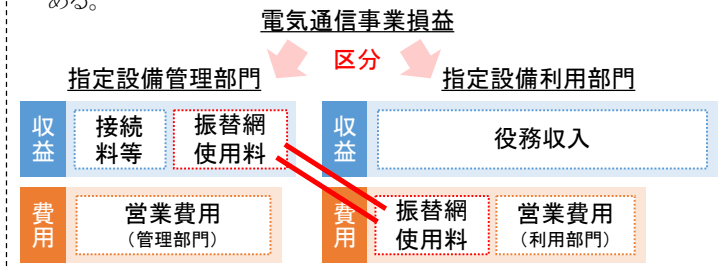 ある。
電気通信事業損益
区分
指定設備管理部門
指定設備利用部門
収益
接続料等
振替網使用料
収益
役務収入
費用
営業費用
（管理部門）
費用
振替網使用料
営業費用
（利用部門）